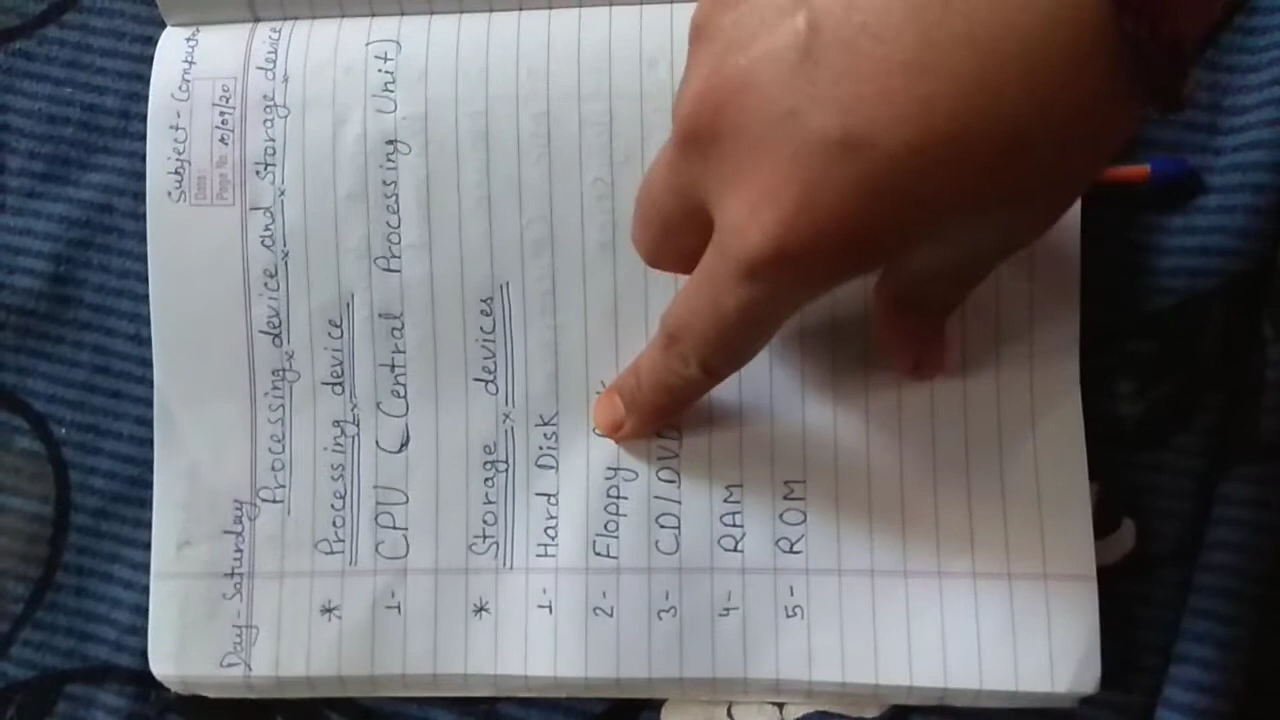 Subject - Compute
Date:
Page No. 10/09/20
Day - Saturday
Processing device and Storage device
* Processing device
1- CPU (Central Processing Unit)
* Storage devices
1- Hard Disk
2- Floppy
3- CD/DVD
4- RAM
5- ROM